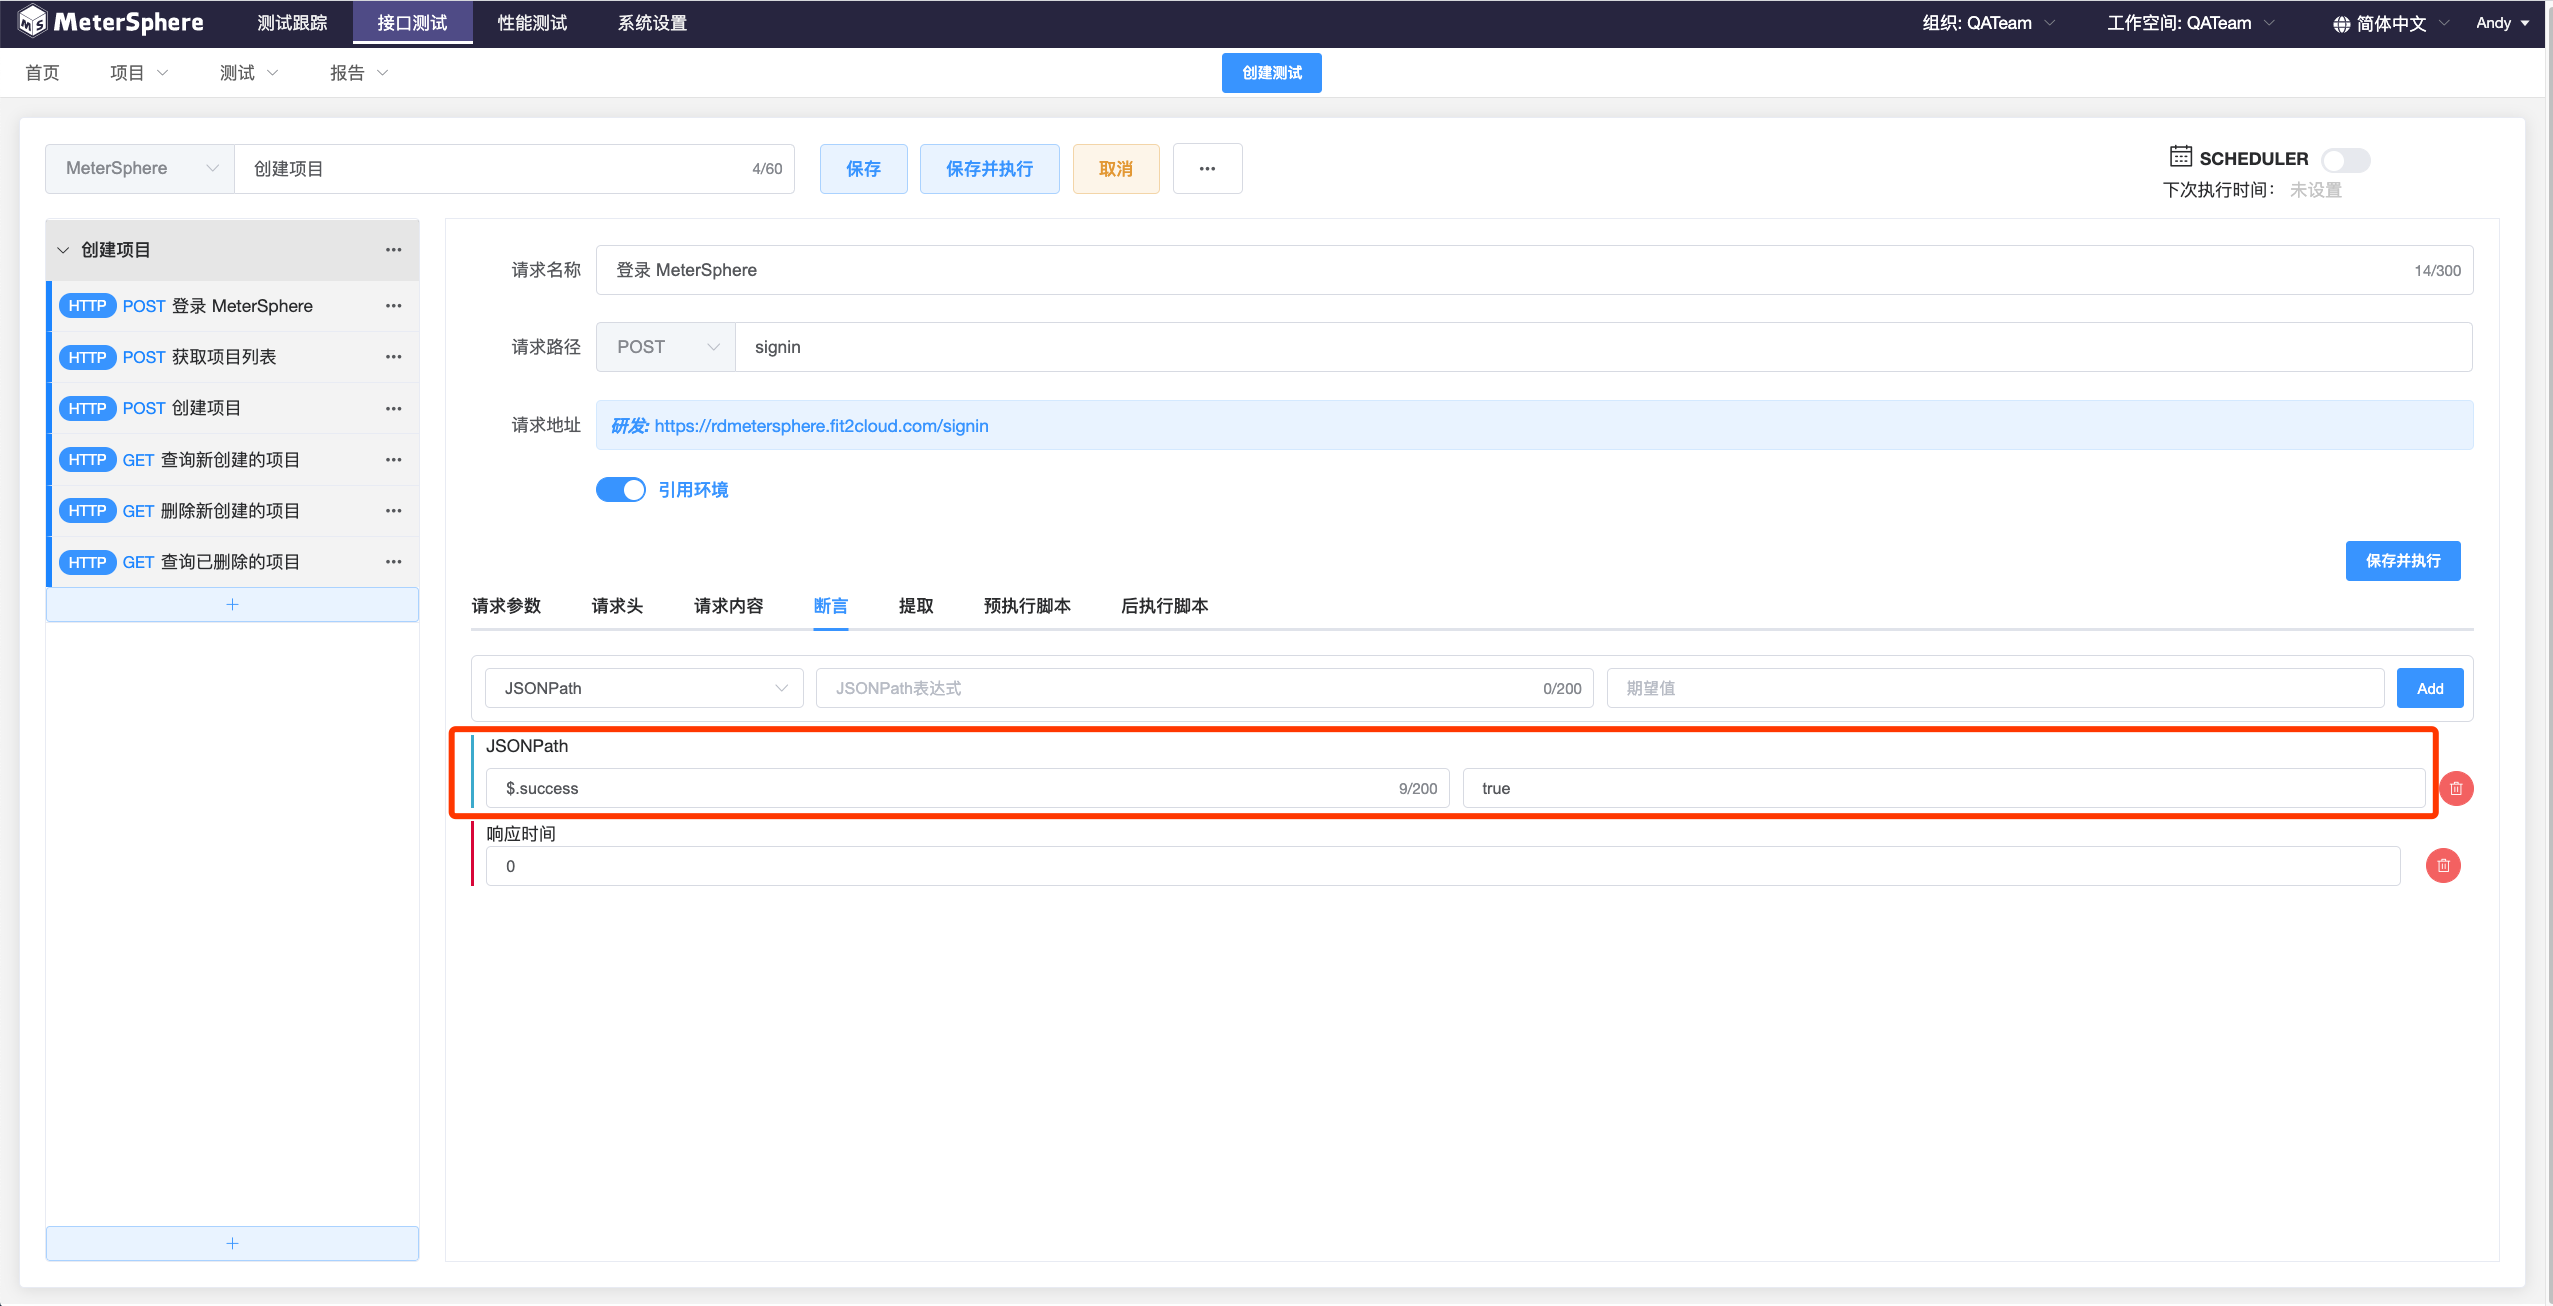 MeterSphere 测试跟踪 接口测试 性能测试 系统设置 组织: QATeam 工作空间: QATeam 简体中文 Andy
首页 项目 测试 报告 创建测试
MeterSphere 创建项目 4/60 保存 保存并执行 取消 ···
SCHEDULER
下次执行时间： 未设置
创建项目 ···
HTTP POST 登录 MeterSphere ···
HTTP POST 获取项目列表 ···
HTTP POST 创建项目 ···
HTTP GET 查询新创建的项目 ···
HTTP GET 删除新创建的项目 ···
HTTP GET 查询已删除的项目 ···
+
+
请求名称 登录 MeterSphere 14/300
请求路径 POST signin
请求地址 研发: https://rdmetersphere.fit2cloud.com/signin
引用环境
保存并执行
请求参数 请求头 请求内容 断言 提取 预执行脚本 后执行脚本
JSONPath JSONPath表达式 0/200 期望值 Add
JSONPath
$.success 9/200 true
响应时间
0